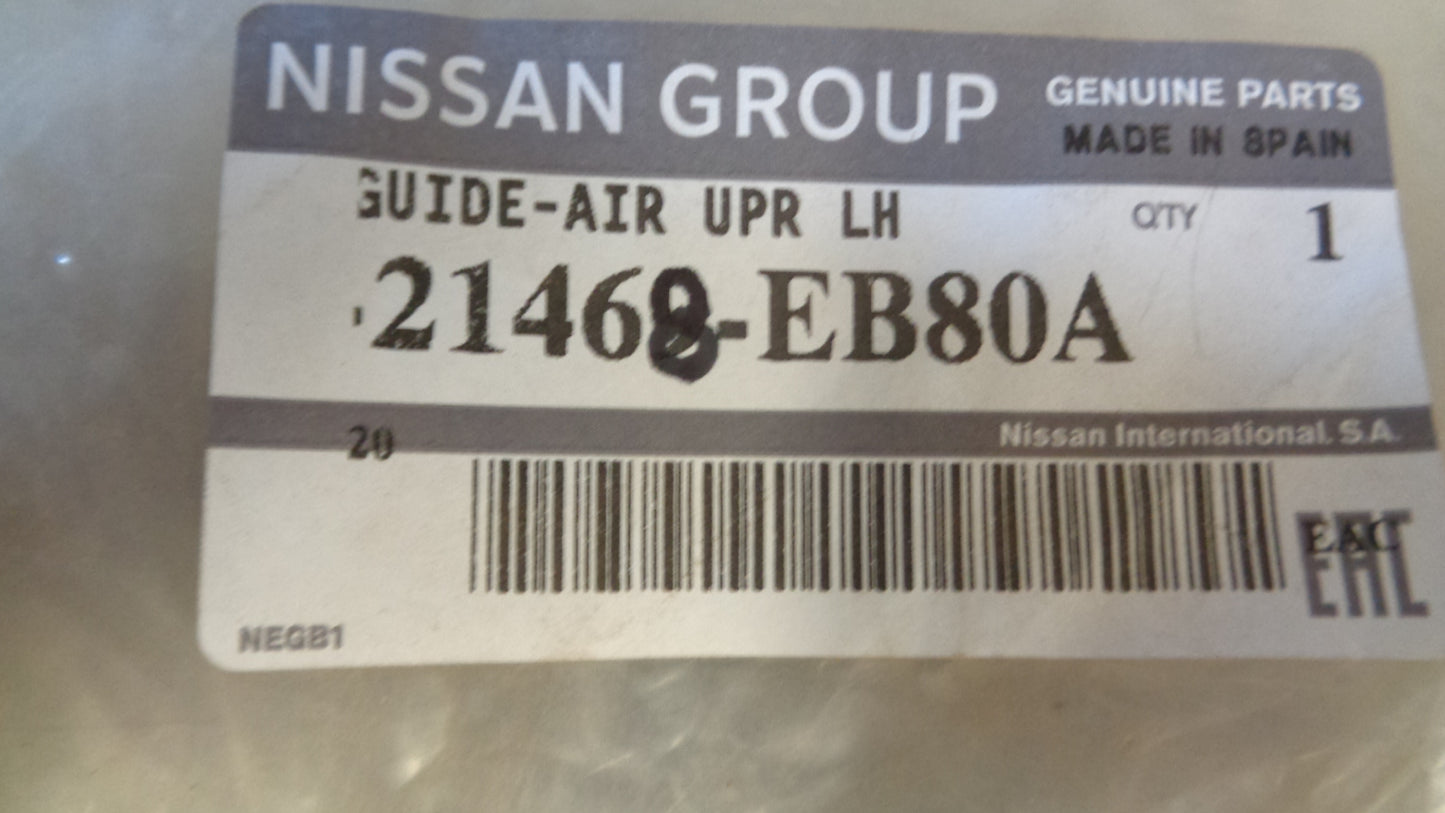 NISSAN GROUP
GENUINE PARTS
MADE IN SPAIN
GUIDE-AIR UPR LH
QTY 1
21468-EB80A
Nissan International. S.A.
20
EAC
EAC
NEGB1